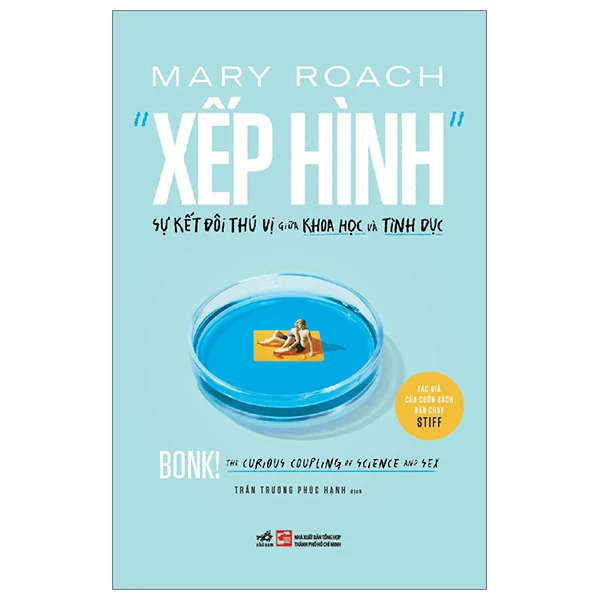 MARY ROACH
"XẾP HÌNH"
SỰ KẾT ĐÔI THÚ VỊ GIỮA KHOA HỌC VÀ TÌNH DỤC
TÁC GIẢ
CỦA CUỐN SÁCH
BÁN CHẠY
STIFF
BONK! THE CURIOUS COUPLING OF SCIENCE AND SEX
TRẦN TRƯƠNG PHÚC HẠNH dịch
nhã nam
NHÀ XUẤT BẢN TỔNG HỢP
THÀNH PHỐ HỒ CHÍ MINH